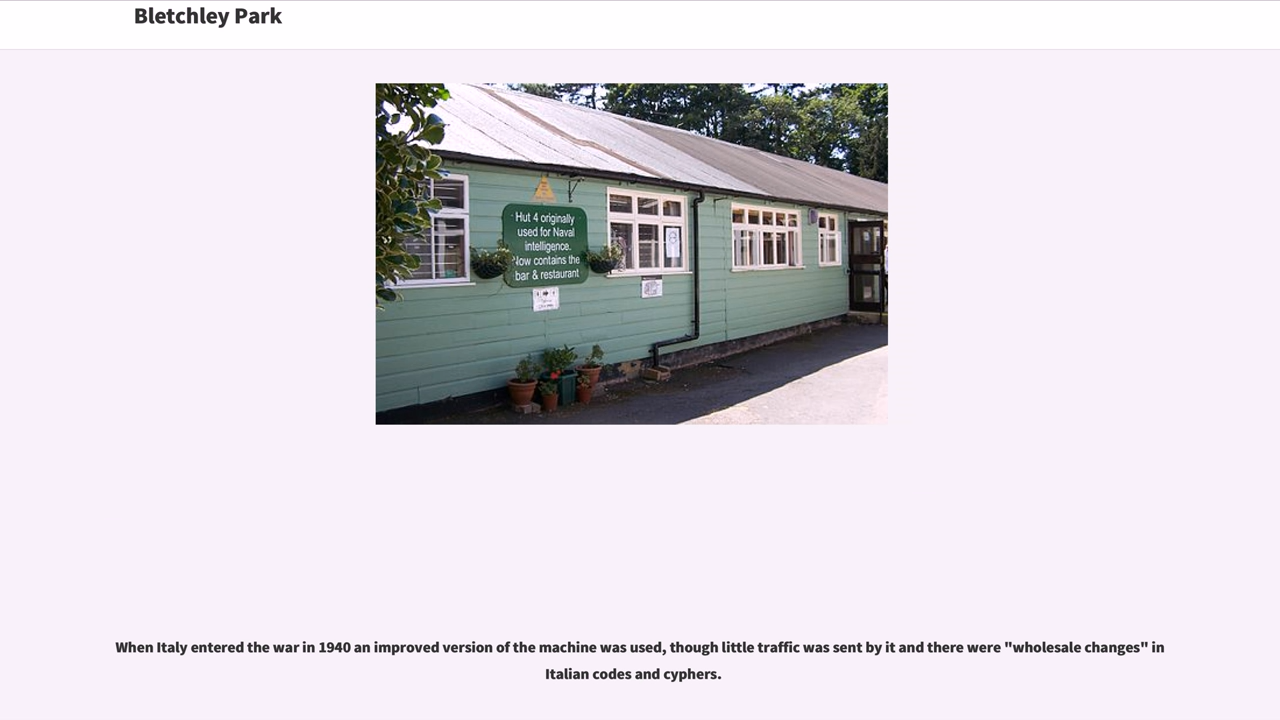 Bletchley Park
Hut 4 originally
used for Naval
intelligence.
Now contains the
bar & restaurant
When Italy entered the war in 1940 an improved version of the machine was used, though little traffic was sent by it and there were "wholesale changes" in
Italian codes and cyphers.